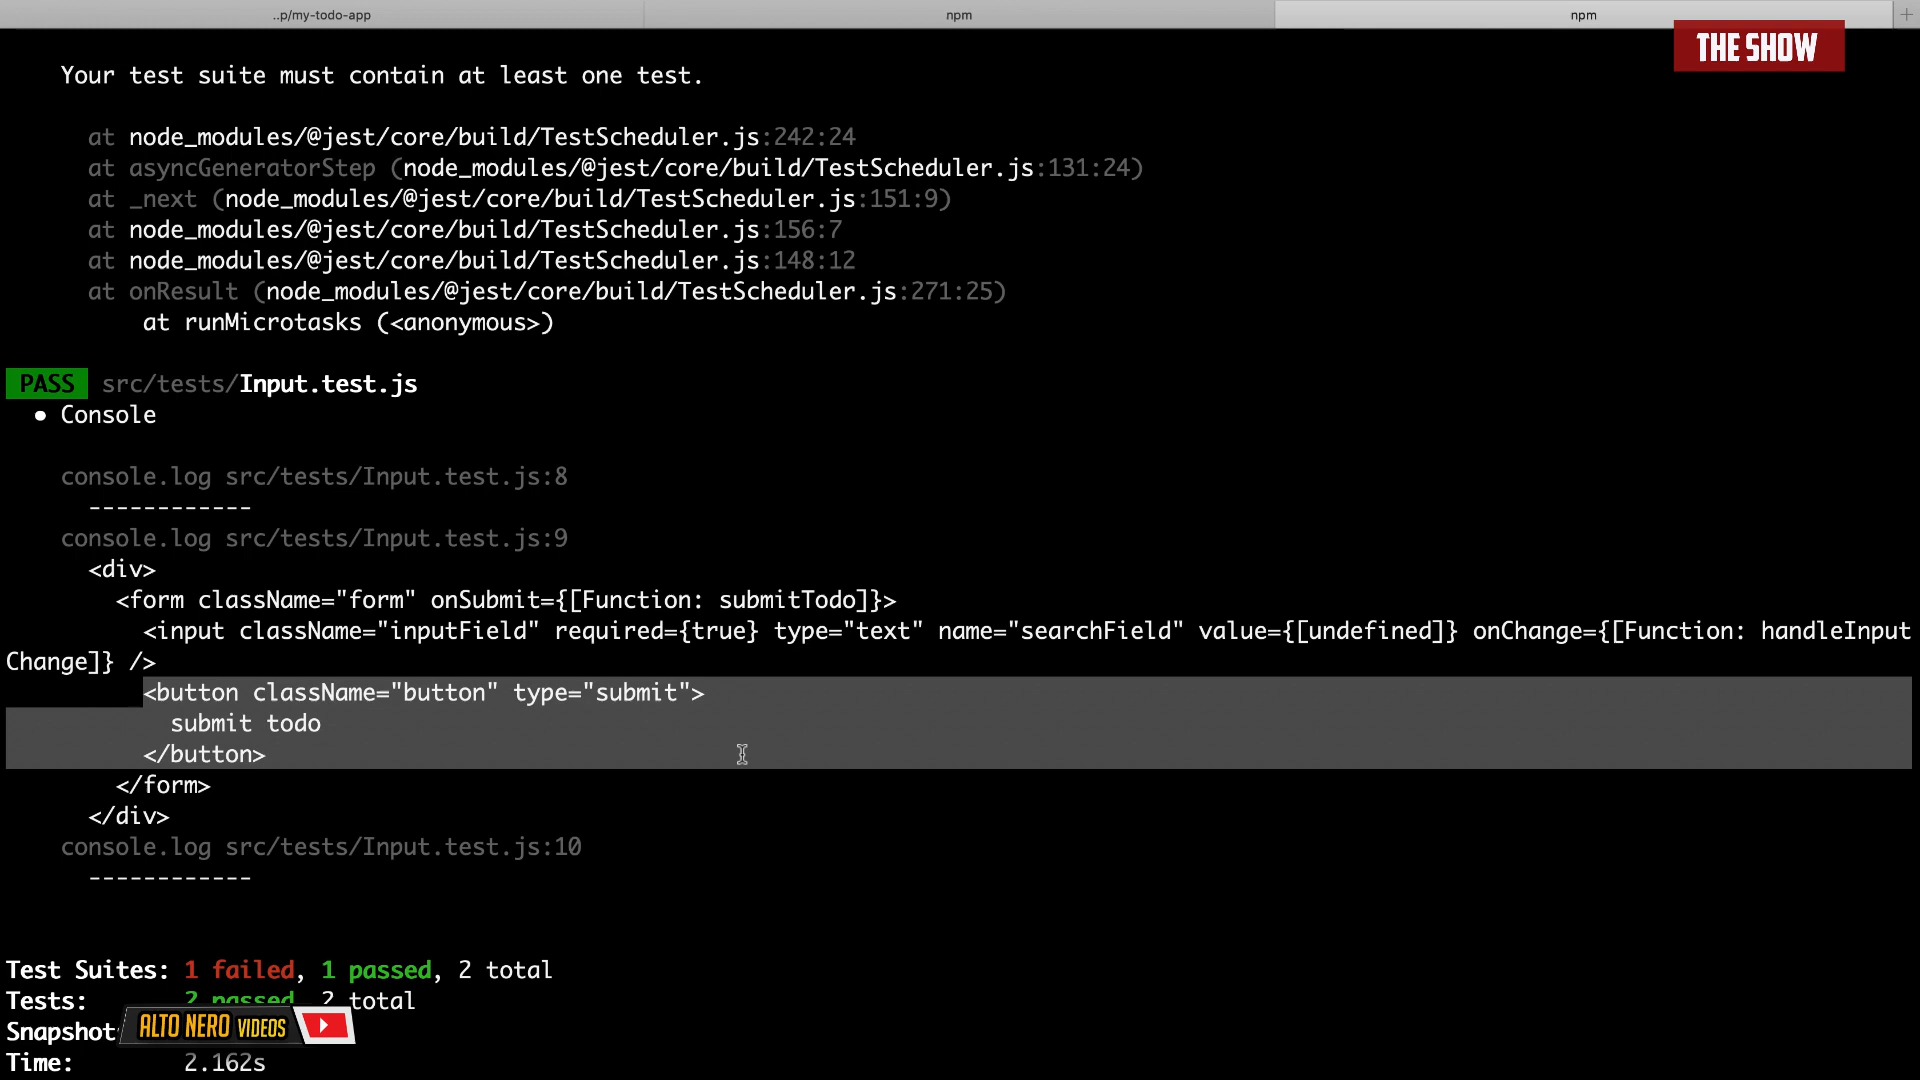 ..p/my-todo-app
npm
npm
THE SHOW
Your test suite must contain at least one test.
at node_modules/@jest/core/build/TestScheduler.js:242:24
at asyncGeneratorStep (node_modules/@jest/core/build/TestScheduler.js:131:24)
at _next (node_modules/@jest/core/build/TestScheduler.js:151:9)
at node_modules/@jest/core/build/TestScheduler.js:156:7
at node_modules/@jest/core/build/TestScheduler.js:148:12
at onResult (node_modules/@jest/core/build/TestScheduler.js:271:25)
at runMicrotasks (<anonymous>)
PASS src/tests/Input.test.js
• Console
console.log src/tests/Input.test.js:8
------------
console.log src/tests/Input.test.js:9
<div>
<form className="form" onSubmit={[Function: submitTodo]}>
<input className="inputField" required={true} type="text" name="searchField" value={[undefined]} onChange={[Function: handleInput
Change]} />
<button className="button" type="submit">
submit todo
</button>
</form>
</div>
console.log src/tests/Input.test.js:10
------------
Test Suites: 1 failed, 1 passed, 2 total
Tests: 2 passed, 2 total
Snapshot
ALTO NERO VIDEOS
Time: 2.162s